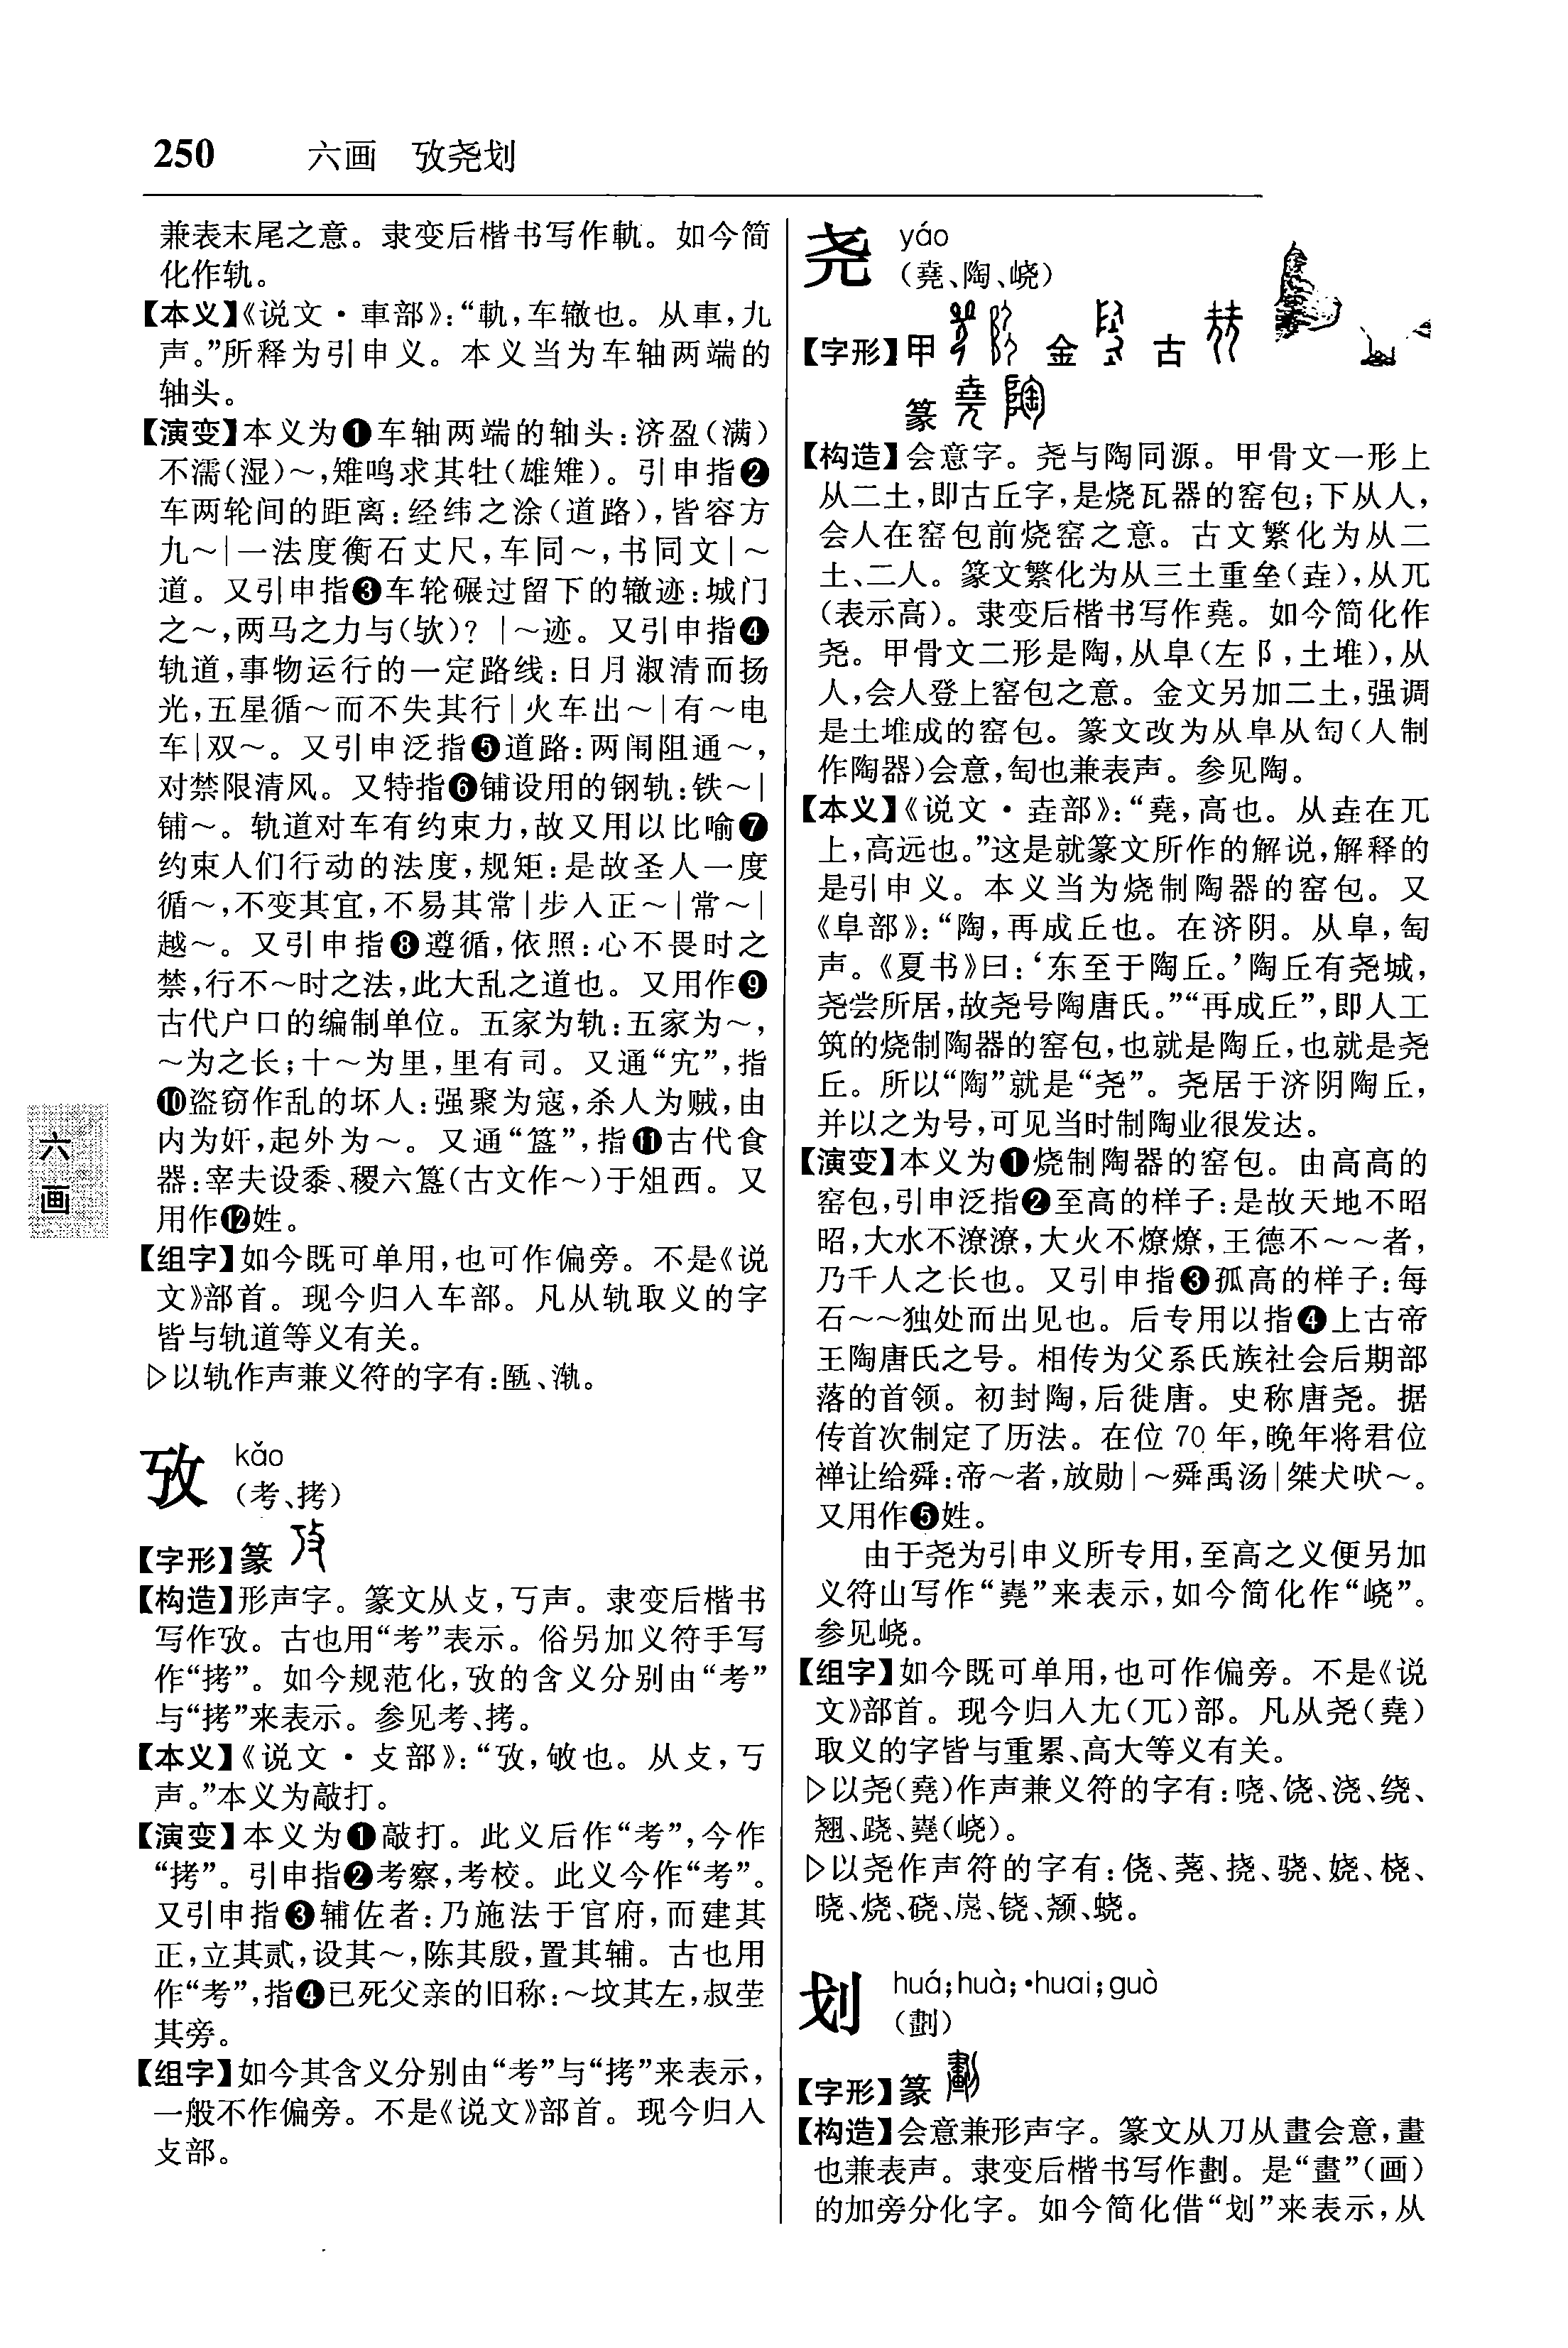 250 六画 攷尧划
兼表末尾之意。隶变后楷书写作軌。如今简
化作轨。
【本义】《说文·車部》：“軌，车辙也。从車，九
声。”所释为引申义。本义当为车轴两端的
轴头。
【演变】本义为❶车轴两端的轴头：济盈（满）
不濡（湿）～，雉鸣求其牡（雄雉）。引申指❷
车两轮间的距离：经纬之涂（道路），皆容方
九～|一法度衡石丈尺，车同～，书同文|～
道。又引申指❸车轮碾过留下的辙迹：城门
之～，两马之力与（欤）？|～迹。又引申指❹
轨道，事物运行的一定路线：日月淑清而扬
光，五星循～而不失其行|火车出～|有～电
车|双～。又引申泛指❺道路：两闱阻通～，
对禁限清风。又特指❻铺设用的钢轨：铁～|
铺～。轨道对车有约束力，故又用以比喻❼
约束人们行动的法度，规矩：是故圣人一度
循～，不变其宜，不易其常|步入正～|常～|
越～。又引申指❽遵循，依照：心不畏时之
禁，行不～时之法，此大乱之道也。又用作❾
古代户口的编制单位。五家为轨：五家为～，
～为之长；十～为里，里有司。又通“宄”，指
❿盗窃作乱的坏人：强聚为寇，杀人为贼，由
内为奸，起外为～。又通“簋”，指⓫古代食
器：宰夫设黍、稷六簋（古文作～）于俎西。又
用作⓬姓。
【组字】如今既可单用，也可作偏旁。不是《说
文》部首。现今归入车部。凡从轨取义的字
皆与轨道等义有关。
▷以轨作声兼义符的字有：匦、㲹。
攷 kǎo
（考、拷）
【字形】篆
【构造】形声字。篆文从攴，丂声。隶变后楷书
写作攷。古也用“考”表示。俗另加义符手写
作“拷”。如今规范化，攷的含义分别由“考”
与“拷”来表示。参见考、拷。
【本义】《说文·攴部》：“攷，敂也。从攴，丂
声。”本义为敲打。
【演变】本义为❶敲打。此义后作“考”，今作
“拷”。引申指❷考察，考校。此义今作“考”。
又引申指❸辅佐者：乃施法于官府，而建其
正，立其贰，设其～，陈其殷，置其辅。古也用
作“考”，指❹已死父亲的旧称：～坟其左，叔茔
其旁。
【组字】如今其含义分别由“考”与“拷”来表示，
一般不作偏旁。不是《说文》部首。现今归入
攴部。
六画
尧 yáo
（堯、陶、峣）
【字形】甲 金 古
篆
【构造】会意字。尧与陶同源。甲骨文一形上
从二土，即古丘字，是烧瓦器的窑包；下从人，
会人在窑包前烧窑之意。古文繁化为从二
土、二人。篆文繁化为从三土重垒（垚），从兀
（表示高）。隶变后楷书写作堯。如今简化作
尧。甲骨文二形是陶，从阜（左阝，土堆），从
人，会人登上窑包之意。金文另加二土，强调
是土堆成的窑包。篆文改为从阜从匋（人制
作陶器）会意，匋也兼表声。参见陶。
【本义】《说文·垚部》：“堯，高也。从垚在兀
上，高远也。”这是就篆文所作的解说，解释的
是引申义。本义当为烧制陶器的窑包。又
《阜部》：“陶，再成丘也。在济阴。从阜，匋
声。《夏书》曰：‘东至于陶丘。’陶丘有尧城，
尧尝所居，故尧号陶唐氏。”“再成丘”，即人工
筑的烧制陶器的窑包，也就是陶丘，也就是尧
丘。所以“陶”就是“尧”。尧居于济阴陶丘，
并以之为号，可见当时制陶业很发达。
【演变】本义为❶烧制陶器的窑包。由高高的
窑包，引申泛指❷至高的样子：是故天地不昭
昭，大水不潦潦，大火不燎燎，王德不～～者，
乃千人之长也。又引申指❸孤高的样子：每
石～～独处而出见也。后专用以指❹上古帝
王陶唐氏之号。相传为父系氏族社会后期部
落的首领。初封陶，后徙唐。史称唐尧。据
传首次制定了历法。在位70年，晚年将君位
禅让给舜：帝～者，放勋|～舜禹汤|桀犬吠～。
又用作❺姓。
由于尧为引申义所专用，至高之义便另加
义符山写作“嶤”来表示，如今简化作“峣”。
参见峣。
【组字】如今既可单用，也可作偏旁。不是《说
文》部首。现今归入尢（兀）部。凡从尧（堯）
取义的字皆与重累、高大等义有关。
▷以尧（堯）作声兼义符的字有：哓、饶、浇、绕、
翘、跷、嶤（峣）。
▷以尧作声符的字有：侥、荛、挠、骁、娆、桡、
晓、烧、硗、㟉、铙、颏、蛲。
划 huá；huà；·huai；guò
（劃）
【字形】篆
【构造】会意兼形声字。篆文从刀从畫会意，畫
也兼表声。隶变后楷书写作劃。是“畫”（画）
的加旁分化字。如今简化借“划”来表示，从